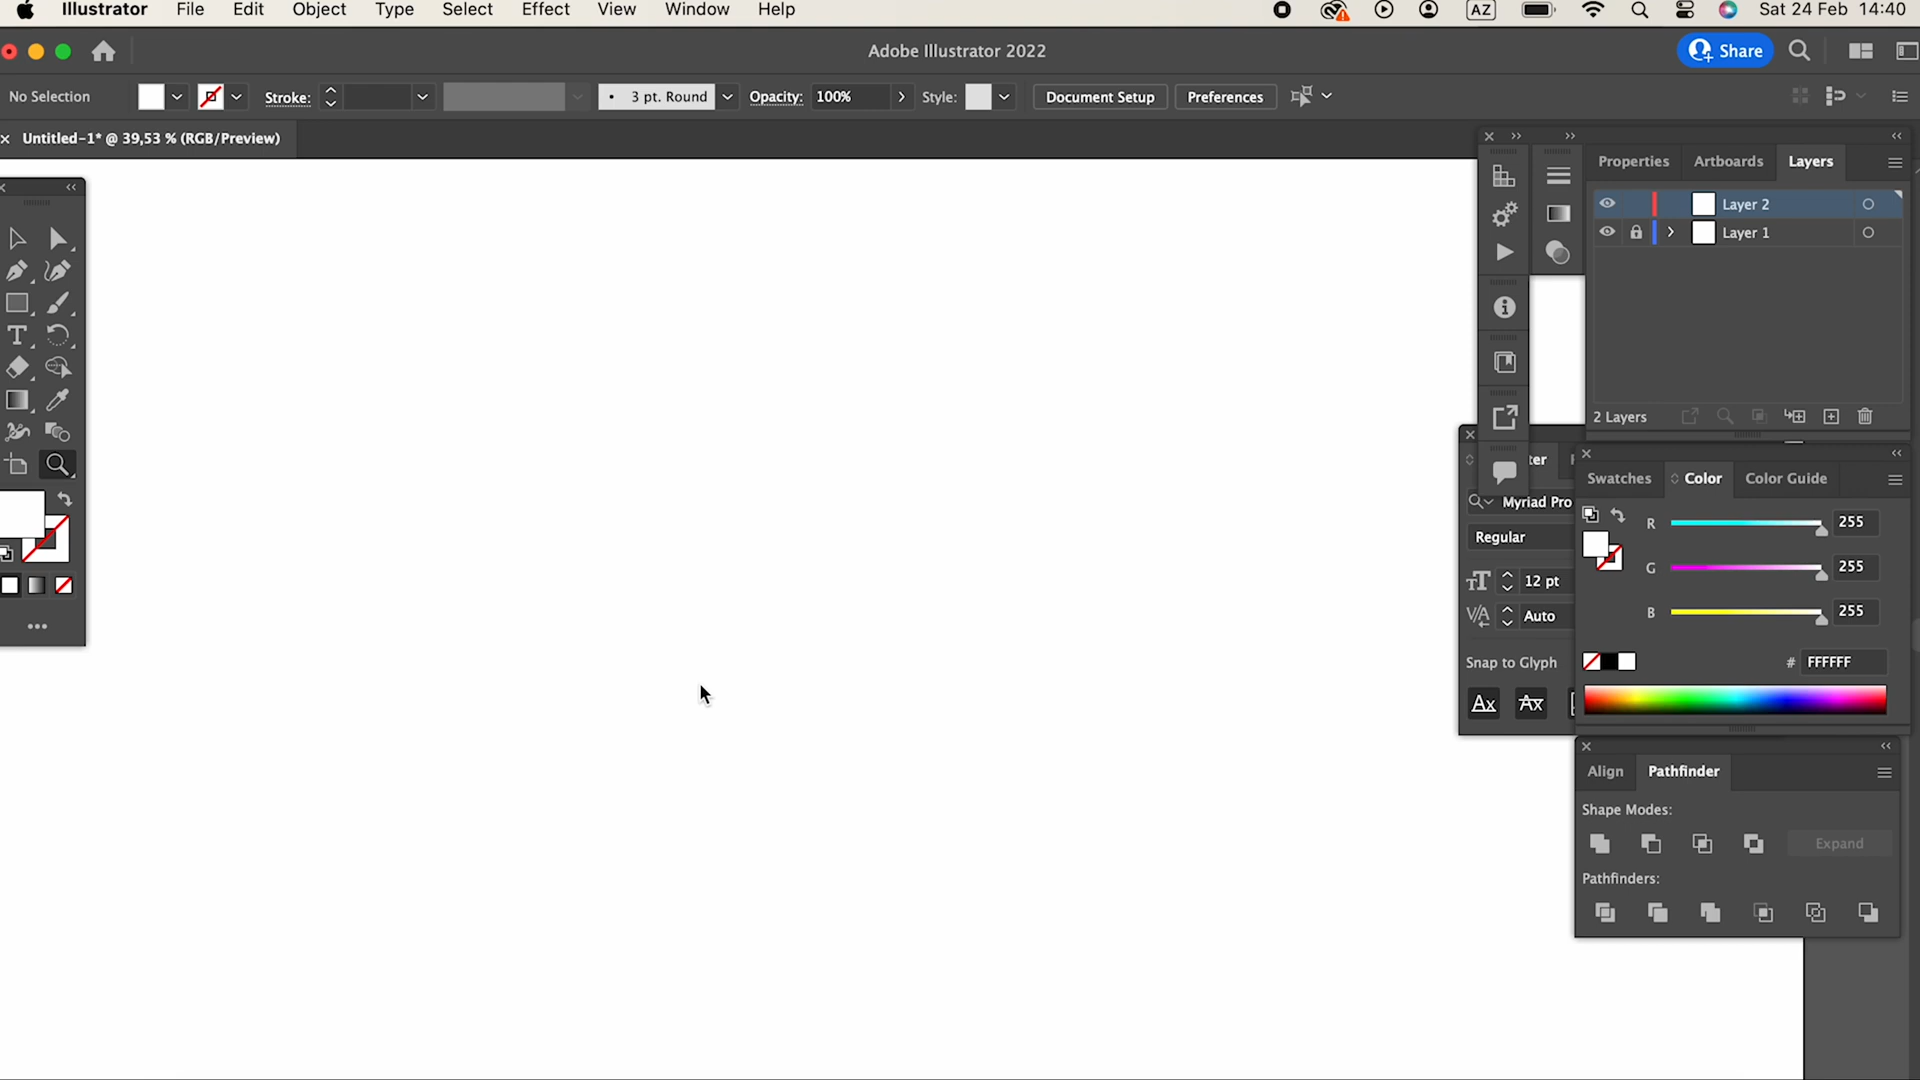 Illustrator File Edit Object Type Select Effect View Window Help AZ Sat 24 Feb 14:40
Adobe Illustrator 2022
Share
No Selection Stroke: 3 pt. Round Opacity: 100% Style: Document Setup Preferences
Untitled-1* @ 39,53 % (RGB/Preview)
Properties Artboards Layers
Layer 2
Layer 1
2 Layers
ter
Swatches Color Color Guide
Myriad Pro
R 255
Regular
G 255
12 pt
B 255
Auto
Snap to Glyph
# FFFFFF
Align Pathfinder
Shape Modes:
Expand
Pathfinders: